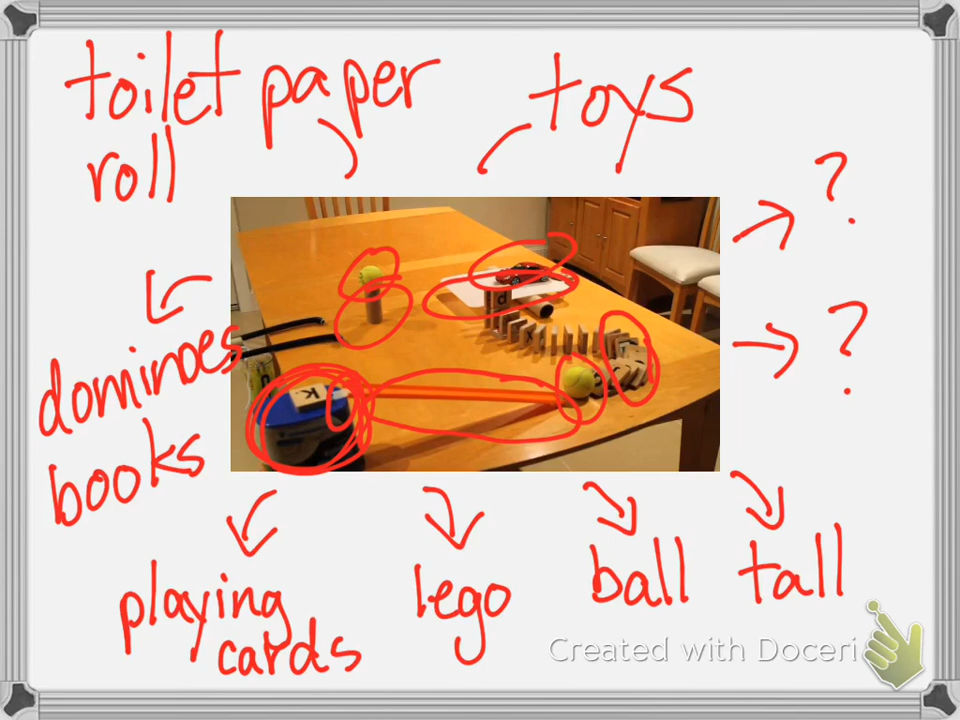 toilet paper
roll
toys
?
?
dominoes
books
playing
cards
lego
ball
tall
K
Created with Doceri